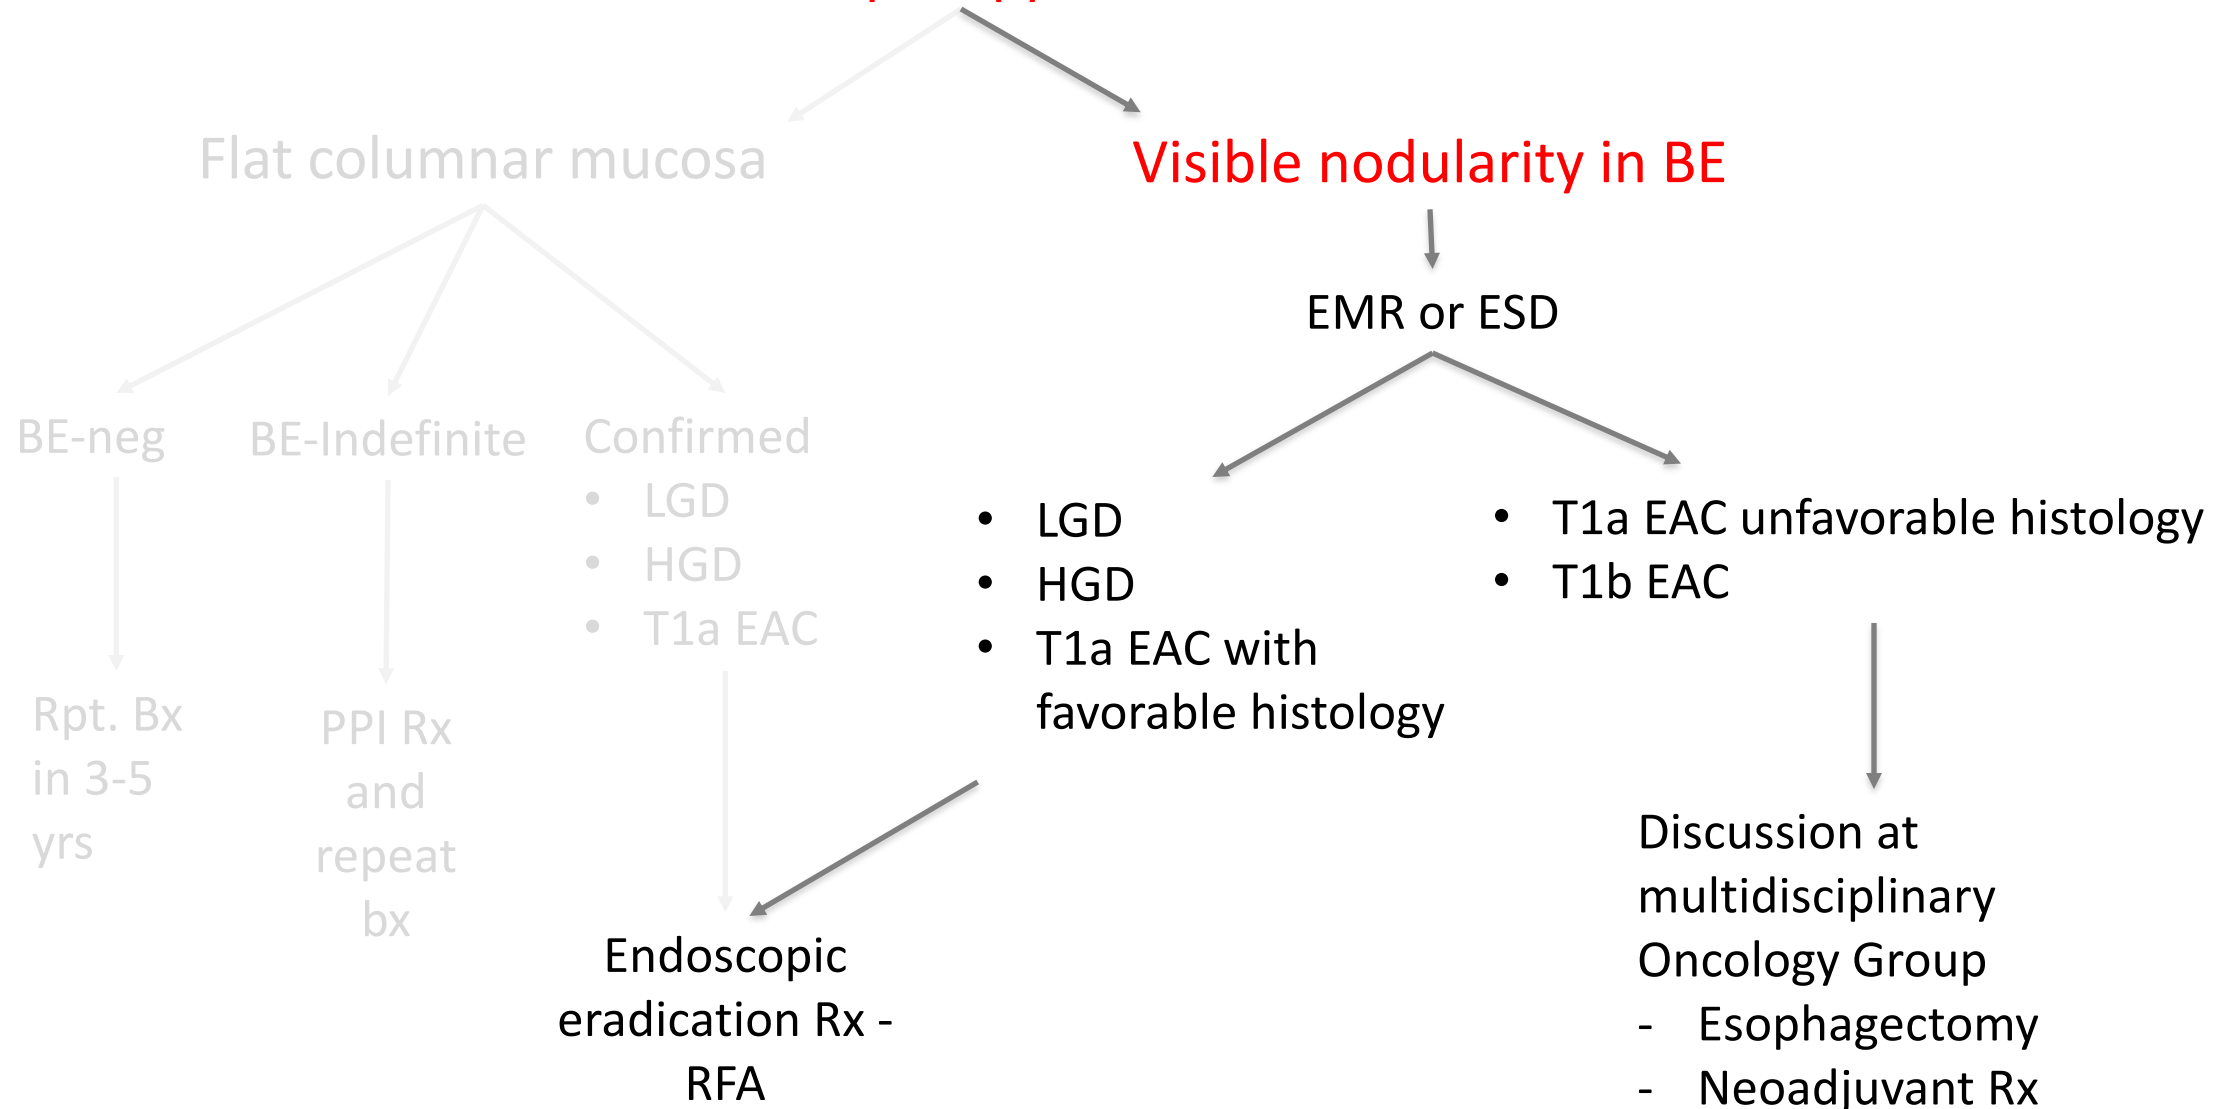 Flat columnar mucosa
Visible nodularity in BE
EMR or ESD
BE-neg
BE-Indefinite
Confirmed
• LGD
• HGD
• T1a EAC
Rpt. Bx
in 3-5
yrs
PPI Rx
and
repeat
bx
• LGD
• HGD
• T1a EAC with
favorable histology
• T1a EAC unfavorable histology
• T1b EAC
Endoscopic
eradication Rx -
RFA
Discussion at
multidisciplinary
Oncology Group
- Esophagectomy
- Neoadjuvant Rx